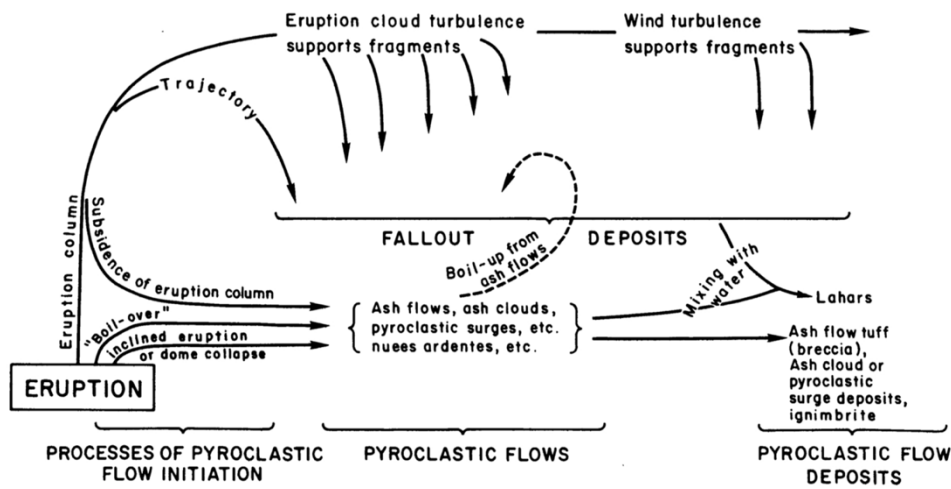 Eruption cloud turbulence
supports fragments
Wind turbulence
supports fragments
Trajectory
Eruption column
Subsidence of eruption column
"Boil-over"
inclined eruption
or dome collapse
ERUPTION
FALLOUT DEPOSITS
Boil-up from
ash flows
Ash flows, ash clouds,
pyroclastic surges, etc.
nuees ardentes, etc.
Mixing with
water
Lahars
Ash flow tuff
(breccia),
Ash cloud or
pyroclastic
surge deposits,
ignimbrite
PROCESSES OF PYROCLASTIC
FLOW INITIATION
PYROCLASTIC FLOWS
PYROCLASTIC FLOW
DEPOSITS